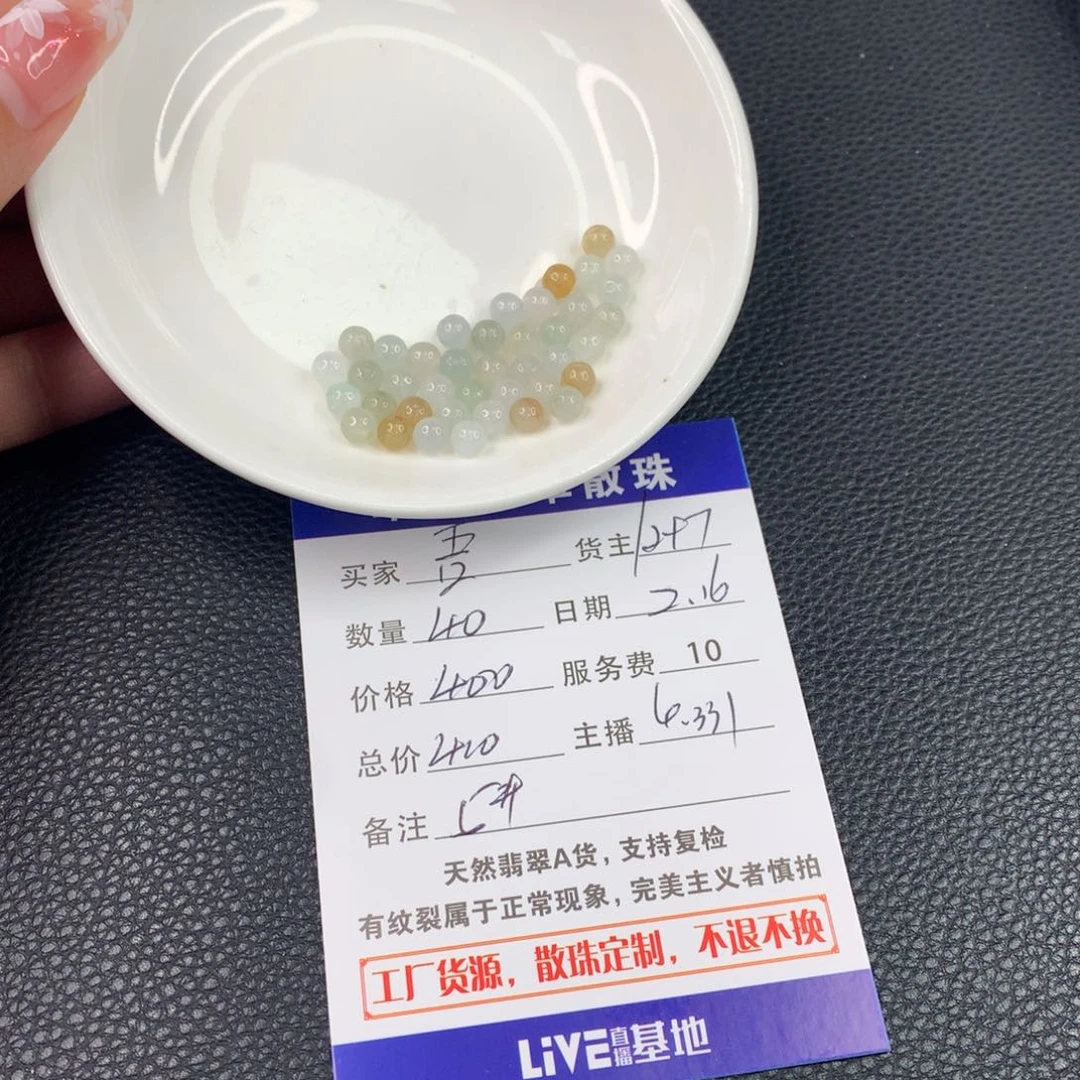 散珠
买家 货主 1247
数量 40 日期 2.16
价格 400 服务费 10
总价 410 主播 6.331
备注
天然翡翠A货，支持复检
有纹裂属于正常现象，完美主义者慎拍
工厂货源，散珠定制，不退不换
LiVE直播基地